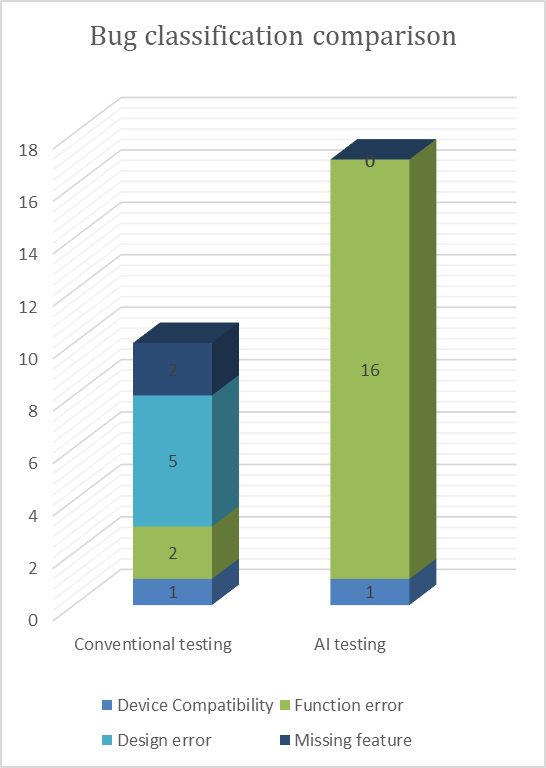 Bug classification comparison
18
16
14
12
10
8
6
4
2
0
2
5
2
1
0
16
1
Conventional testing
AI testing
Device Compatibility
Function error
Design error
Missing feature